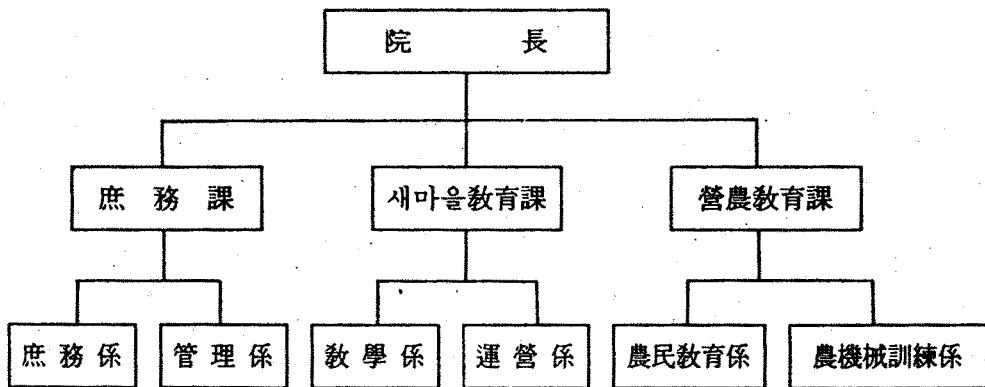 院 長
庶 務 課 새마을敎育課 營農敎育課
庶 務 係 管 理 係 敎 學 係 運 營 係 農民敎育係 農機械訓練係